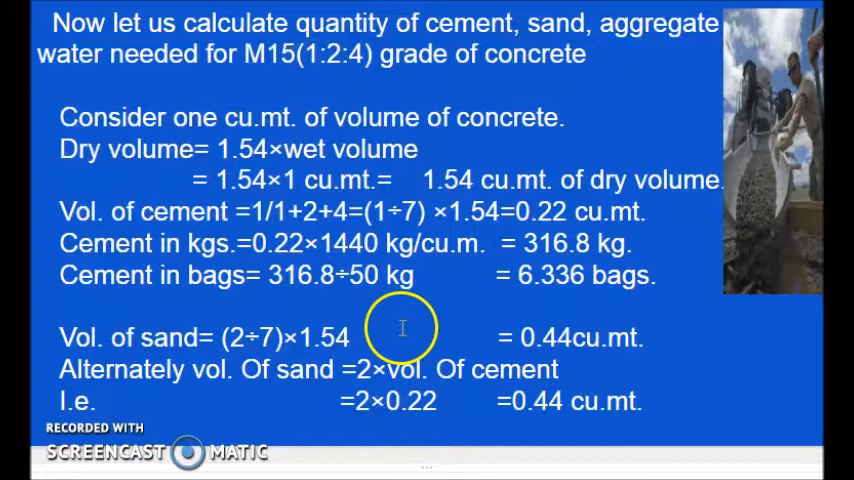 Now let us calculate quantity of cement, sand, aggregate
water needed for M15(1:2:4) grade of concrete
Consider one cu.mt. of volume of concrete.
Dry volume= 1.54×wet volume
= 1.54×1 cu.mt.= 1.54 cu.mt. of dry volume.
Vol. of cement =1/1+2+4=(1÷7) ×1.54=0.22 cu.mt.
Cement in kgs.=0.22×1440 kg/cu.m. = 316.8 kg.
Cement in bags= 316.8÷50 kg = 6.336 bags.
Vol. of sand= (2÷7)×1.54 = 0.44cu.mt.
Alternately vol. Of sand =2×vol. Of cement
I.e. =2×0.22 =0.44 cu.mt.
RECORDED WITH
SCREENCAST MATIC